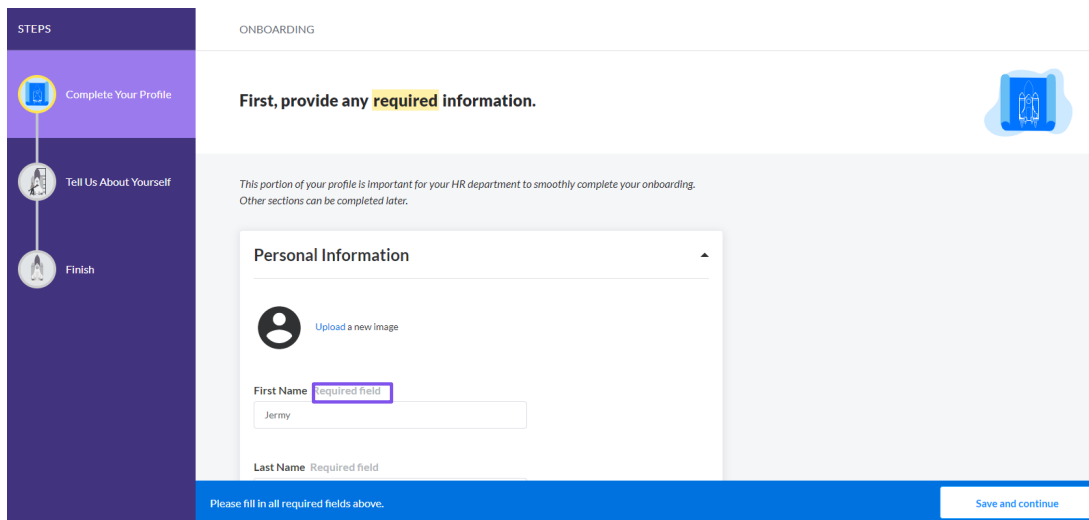 STEPS
ONBOARDING
Complete Your Profile
First, provide any required information.
Tell Us About Yourself
This portion of your profile is important for your HR department to smoothly complete your onboarding.
Other sections can be completed later.
Personal Information
Finish
Upload a new image
First Name Required field
Jermy
Last Name Required field
Please fill in all required fields above.
Save and continue